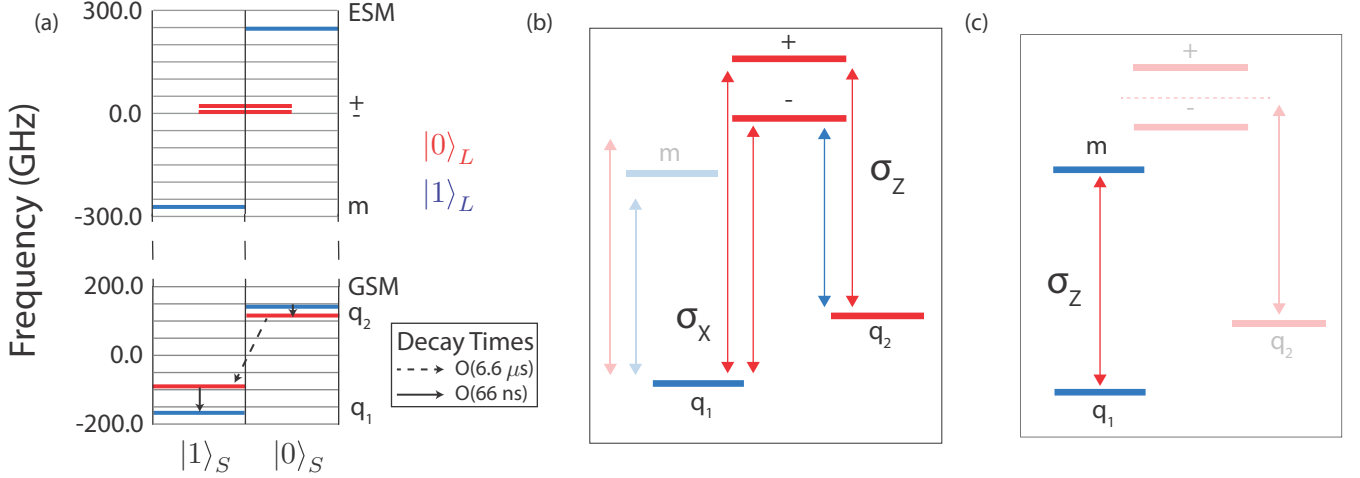 (a)
Frequency (GHz)
300.0
0.0
-300.0
200.0
0.0
-200.0
ESM
+
-
m
GSM
q2
q1
|0⟩L
|1⟩L
Decay Times
O(6.6 μs)
O(66 ns)
|1⟩S
|0⟩S
(b)
+
-
m
σX
σZ
q1
q2
(c)
+
-
m
σZ
q1
q2